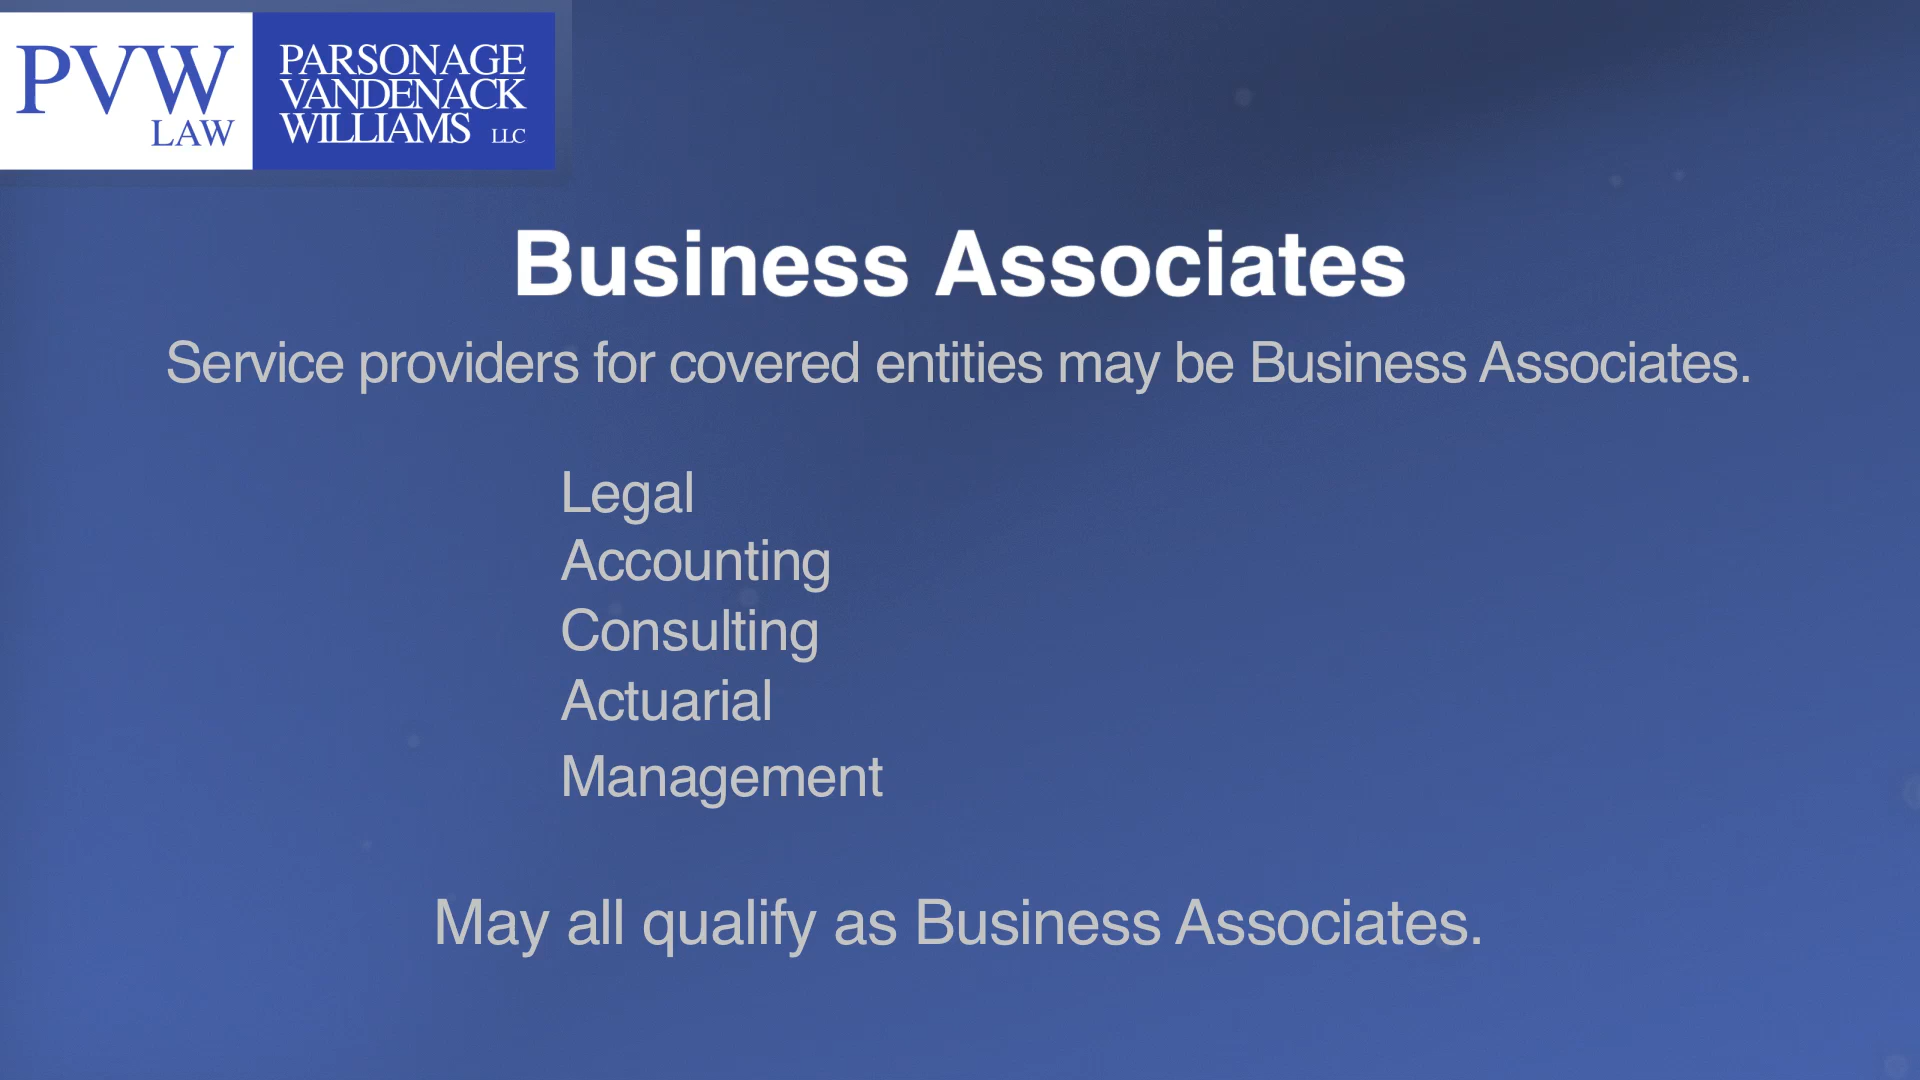 PVW
LAW
PARSONAGE
VANDENACK
WILLIAMS LLC
Business Associates
Service providers for covered entities may be Business Associates.
Legal
Accounting
Consulting
Actuarial
Management
May all qualify as Business Associates.